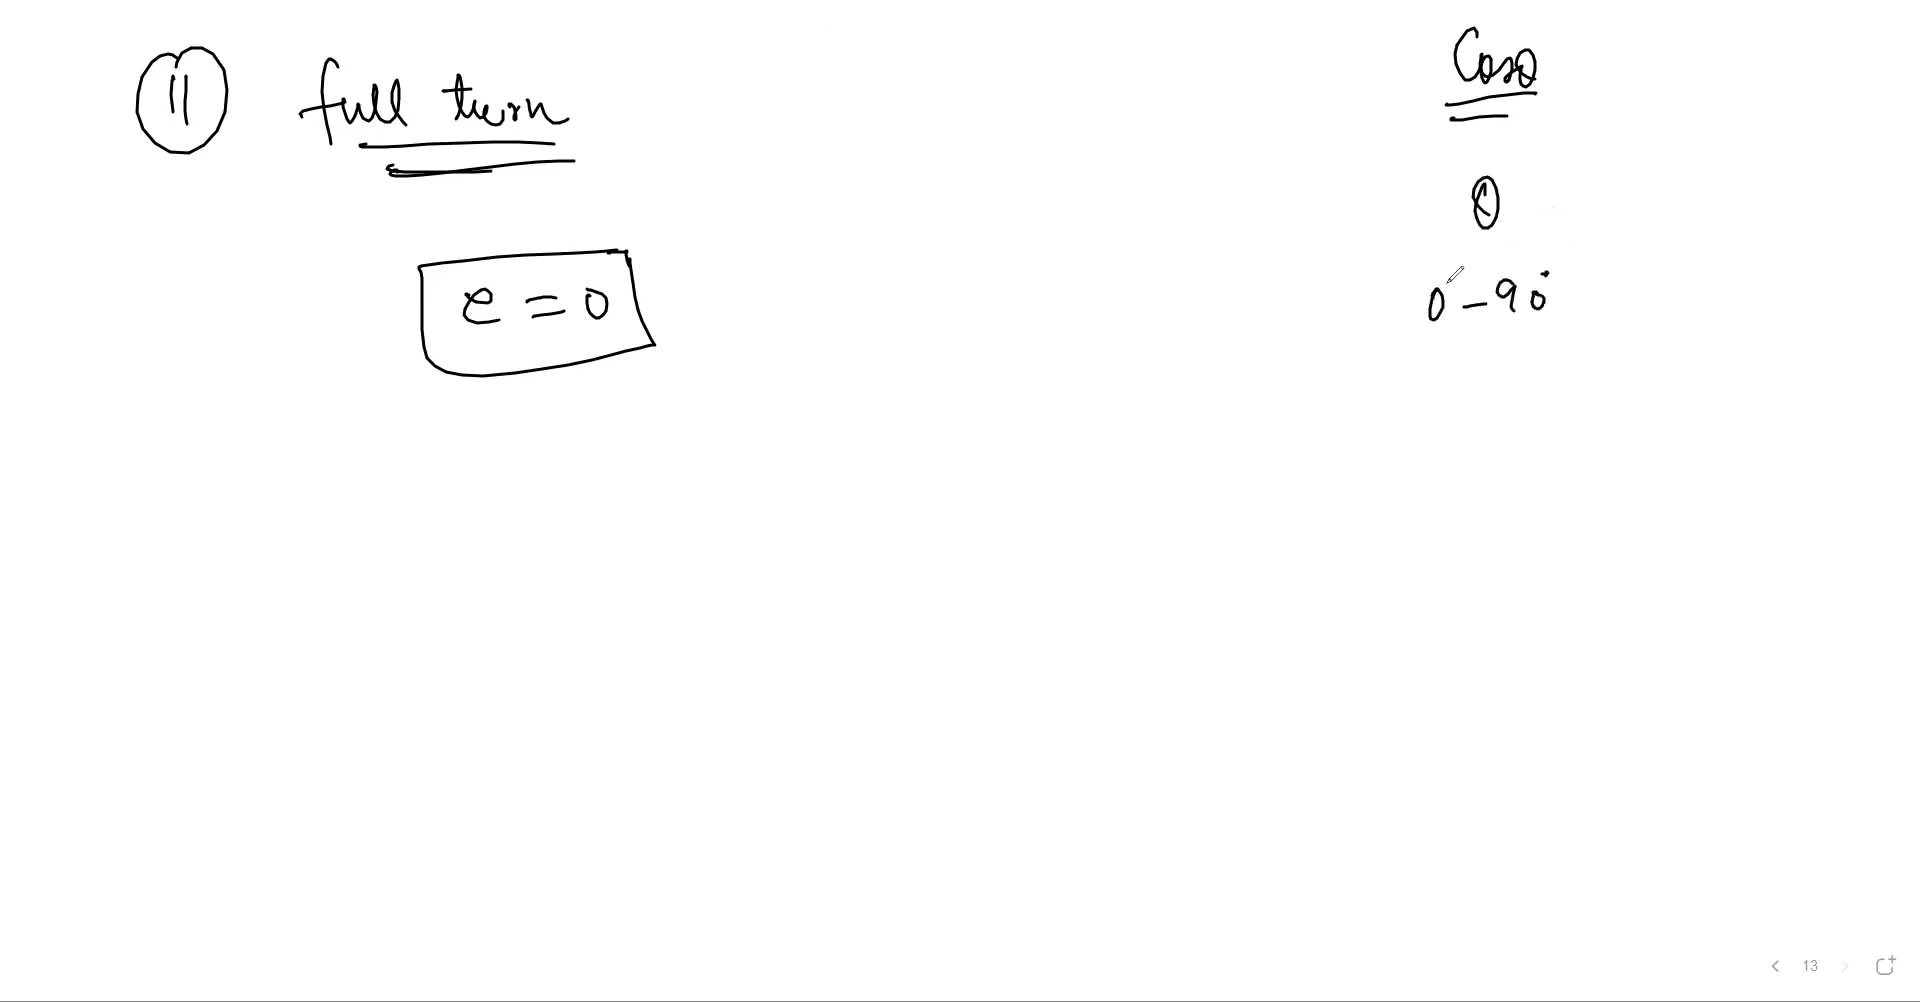 11 full turn
e = 0
Cosθ
θ
0 - 90°
13